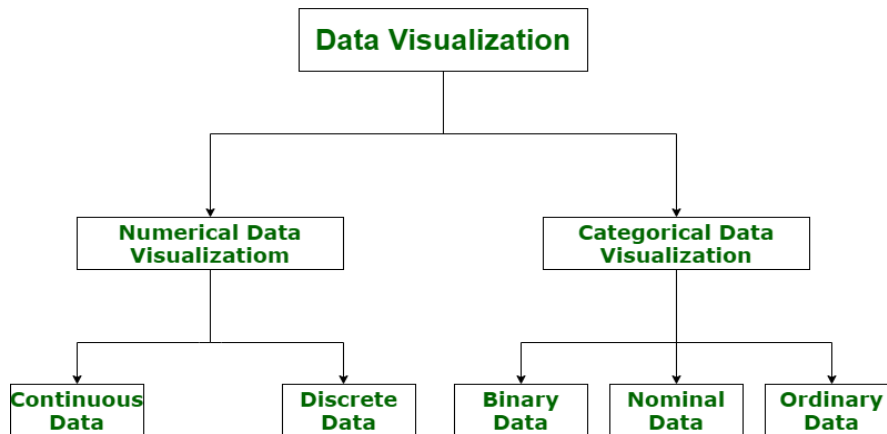 Data Visualization
Numerical Data
Visualizatiom
Categorical Data
Visualization
Continuous
Data
Discrete
Data
Binary
Data
Nominal
Data
Ordinary
Data